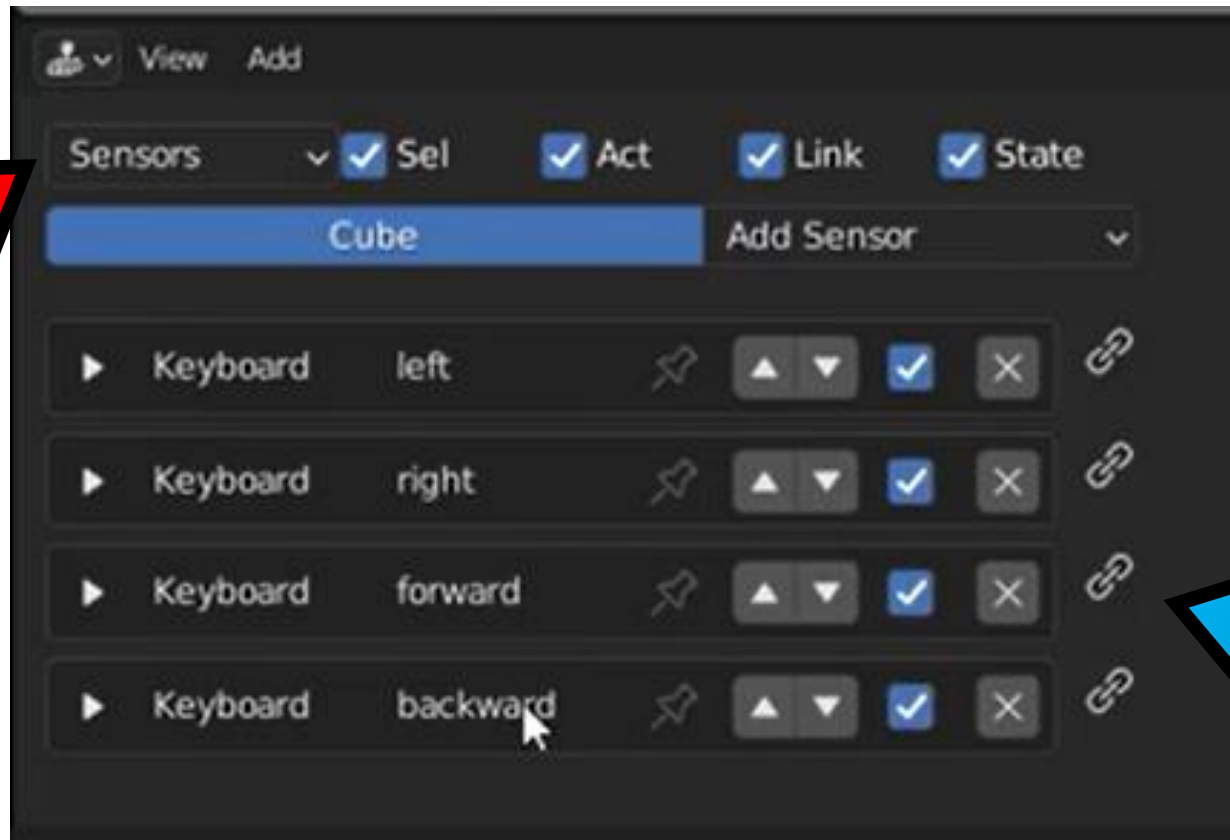 View Add
Sensors Sel Act Link State
Cube Add Sensor
Keyboard left
Keyboard right
Keyboard forward
Keyboard backward